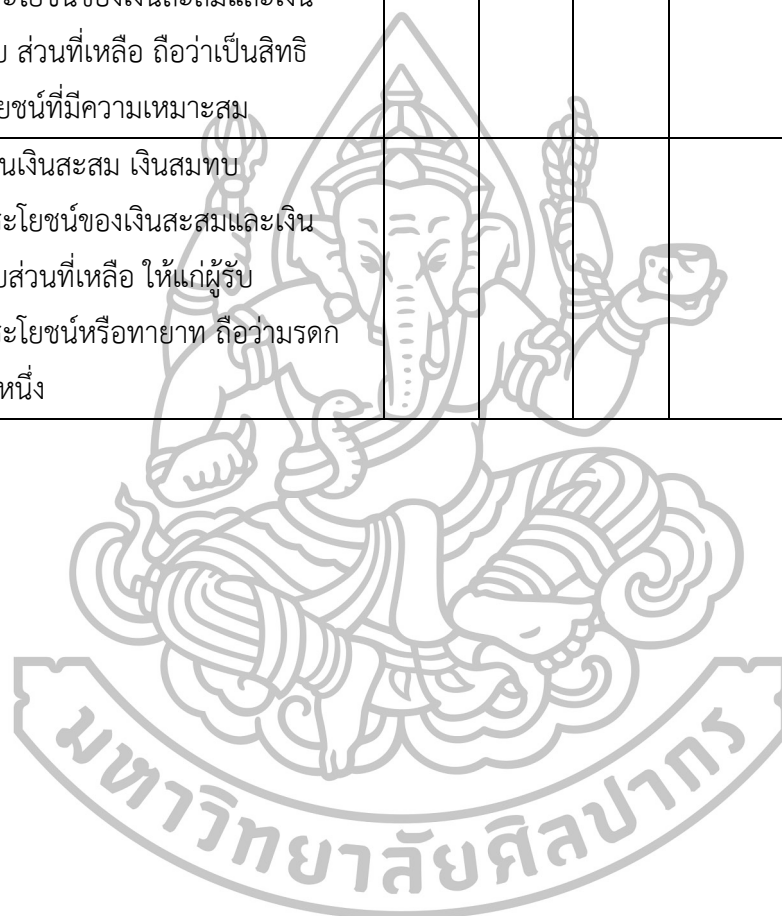 ระโยชน์ของเงินสะสมและเงิน
บ ส่วนที่เหลือ ถือว่าเป็นสิทธิ
ยชน์ที่มีความเหมาะสม
นเงินสะสม เงินสมทบ
ระโยชน์ของเงินสะสมและเงิน
บส่วนที่เหลือ ให้แก่ผู้รับ
ระโยชน์หรือทายาท ถือว่ามรดก
หนึ่ง
มหาวิทยาลัยศิลปากร